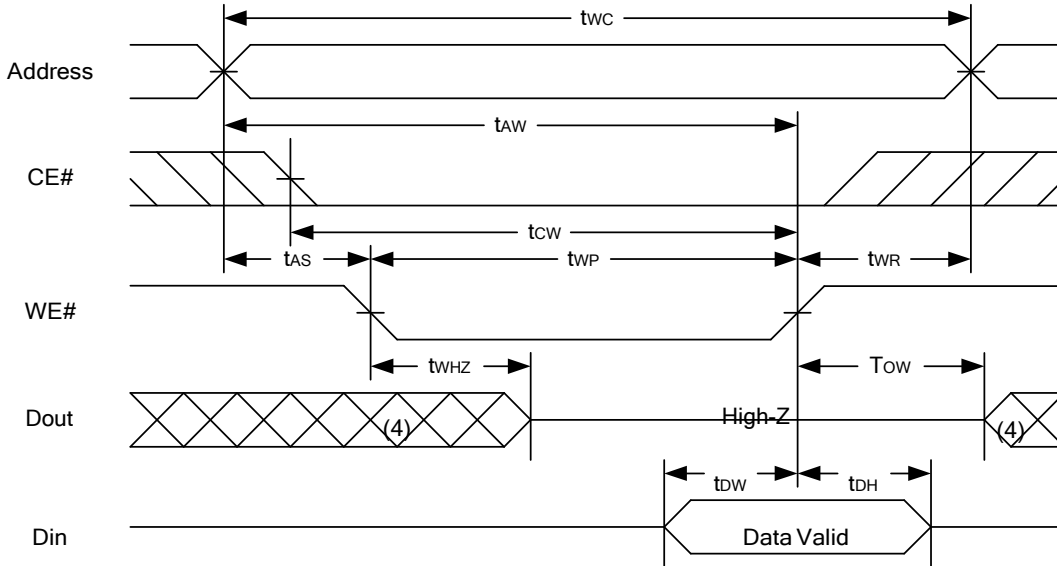 tWC
Address
tAW
CE#
tCW
tAS
tWP
tWR
WE#
tWHZ
TOW
Dout
(4)
High-Z
(4)
tDW
tDH
Din
Data Valid